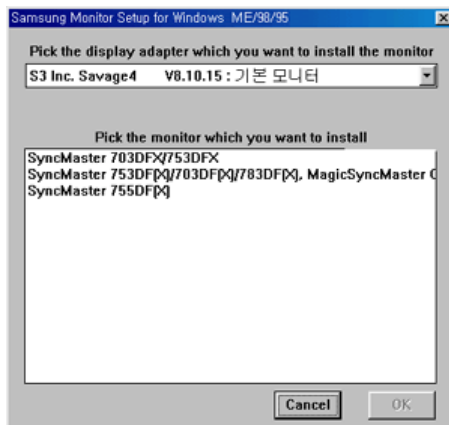 Samsung Monitor Setup for Windows ME/98/95
Pick the display adapter which you want to install the monitor
S3 Inc. Savage4 V8.10.15 : 기본 모니터
Pick the monitor which you want to install
SyncMaster 703DFX/753DFX
SyncMaster 753DF[X]/703DF[X]/783DF[X], MagicSyncMaster
SyncMaster 755DF[X]
Cancel OK